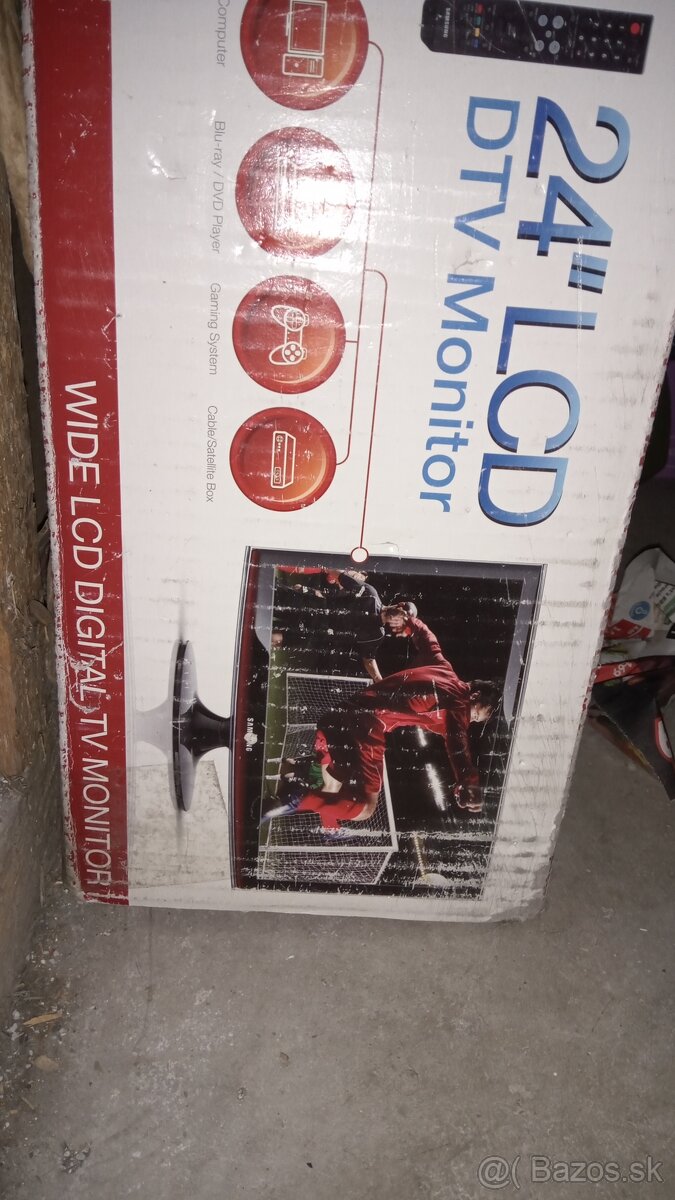 SAMSUNG
24" LCD
DTV Monitor
Computer
Blu-ray / DVD Player
Gaming System
Cable/Satellite Box
SAMSUNG
WIDE LCD DIGITAL TV MONITOR
@( Bazos.sk